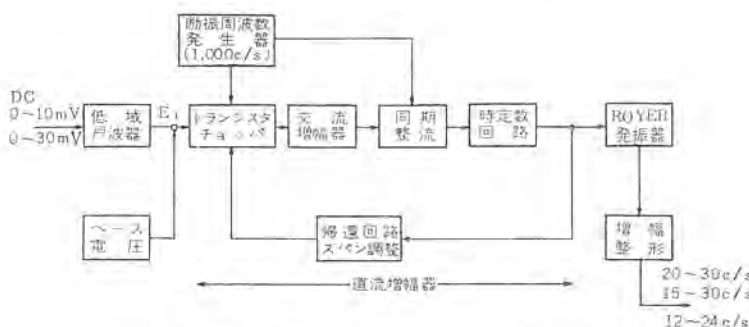 励振周波数
発生器
(1,000c/s)
DC
0~10mV
0~30mV
低域
戸波器
E₁
トランジスタ
チョッパ
交流
増幅器
同期
整流
時定数
回路
ROYER
発振器
ベース
電圧
帰還回路
スパン調整
増幅
整形
直流増幅器
20~30c/s
15~30c/s
12~24c/s